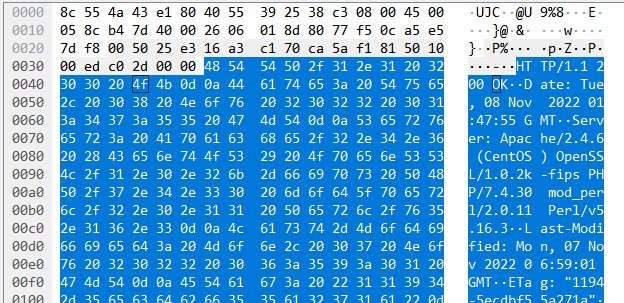 0000 8c 55 4a 43 e1 80 40 55 39 25 38 c3 08 00 45 00 ·UJC··@U 9%8···E·
0010 05 8c b4 7d 40 00 26 06 01 8d 80 77 f5 0c a5 e5 ···}@·&· ···w····
0020 7d f8 00 50 25 e3 16 a3 c1 70 ca 5a f1 81 50 10 }··P%··· ·p·Z··P·
0030 00 ed c0 2d 00 00 48 54 54 50 2f 31 2e 31 20 32 ···-··HT TP/1.1 2
0040 30 30 20 4f 4b 0d 0a 44 61 74 65 3a 20 54 75 65 00 OK··D ate: Tue
0050 2c 20 30 38 20 4e 6f 76 20 32 30 32 32 20 30 31 , 08 Nov 2022 01
0060 3a 34 37 3a 35 35 20 47 4d 54 0d 0a 53 65 72 76 :47:55 G MT··Serv
0070 65 72 3a 20 41 70 61 63 68 65 2f 32 2e 34 2e 36 er: Apac he/2.4.6
0080 20 28 43 65 6e 74 4f 53 29 20 4f 70 65 6e 53 53 (CentOS ) OpenSS
0090 4c 2f 31 2e 30 2e 32 6b 2d 66 69 70 73 20 50 48 L/1.0.2k -fips PH
00a0 50 2f 37 2e 34 2e 33 30 20 6d 6f 64 5f 70 65 72 P/7.4.30 mod_per
00b0 6c 2f 32 2e 30 2e 31 31 20 50 65 72 6c 2f 76 35 l/2.0.11 Perl/v5
00c0 2e 31 36 2e 33 0d 0a 4c 61 73 74 2d 4d 6f 64 69 .16.3··L ast-Modi
00d0 66 69 65 64 3a 20 4d 6f 6e 2c 20 30 37 20 4e 6f fied: Mo n, 07 No
00e0 76 20 32 30 32 32 20 30 36 3a 35 39 3a 30 31 20 v 2022 0 6:59:01
00f0 47 4d 54 0d 0a 45 54 61 67 3a 20 22 31 31 39 34 GMT··ETa g: "1194
0100 2d 35 65 63 64 62 66 35 35 61 32 37 31 61 22 0d -5ecdbf5 5a271a"·